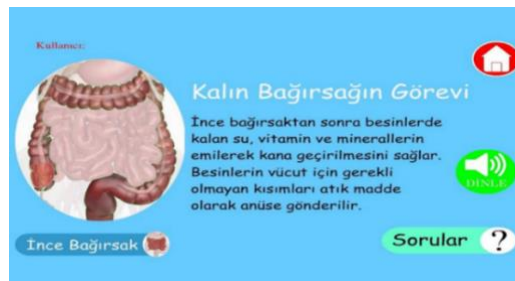 Kullanıcı:
Kalın Bağırsağın Görevi
İnce bağırsaktan sonra besinlerde
kalan su, vitamin ve minerallerin
emilerek kana geçirilmesini sağlar.
Besinlerin vücut için gerekli
olmayan kısımları atık madde
olarak anüse gönderilir.
DİNLE
İnce Bağırsak
Sorular ?